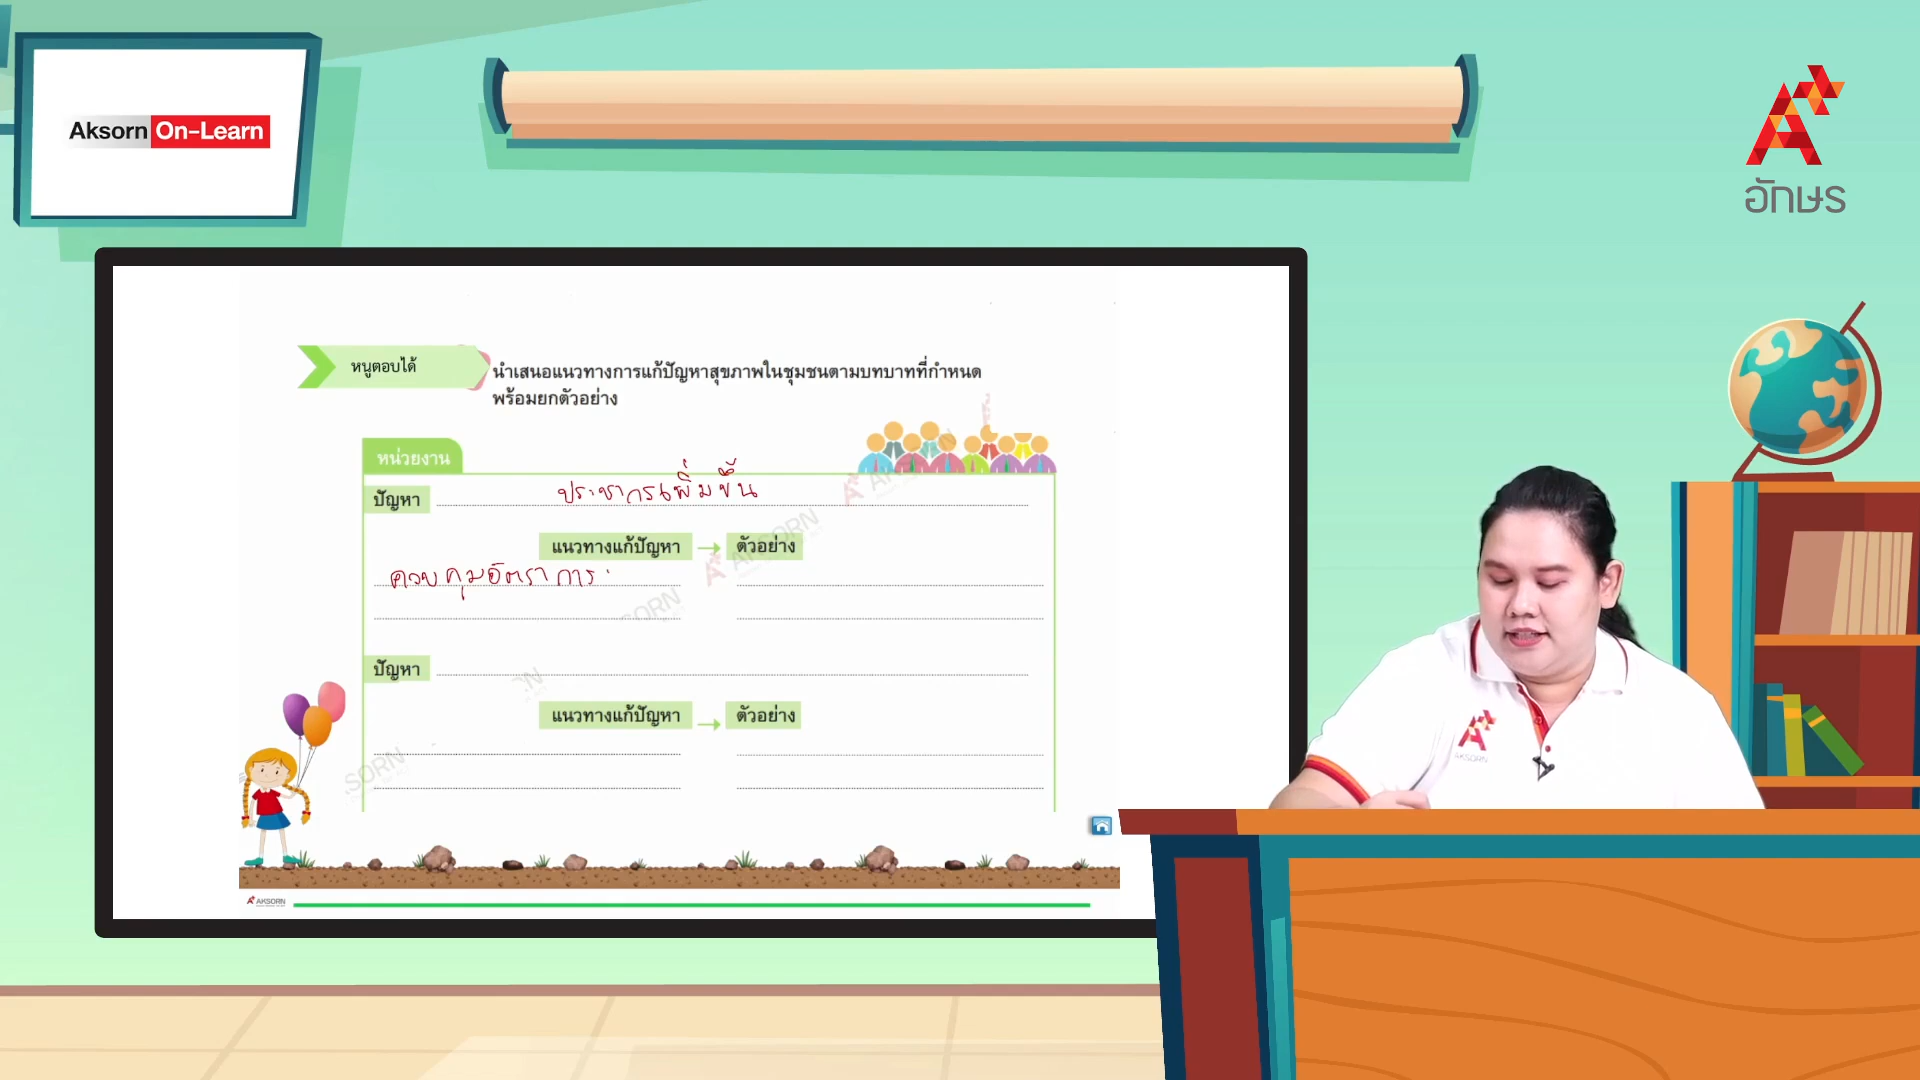 Aksorn On-Learn
อักษร
หนูตอบได้
นำเสนอแนวทางการแก้ปัญหาสุขภาพในชุมชนตามบทบาทที่กำหนด
พร้อมยกตัวอย่าง
หน่วยงาน
ปัญหา ประชากรเพิ่มขึ้น
แนวทางแก้ปัญหา → ตัวอย่าง
ควบคุมอัตราการ
ปัญหา
แนวทางแก้ปัญหา → ตัวอย่าง
AKSORN
AKSORN